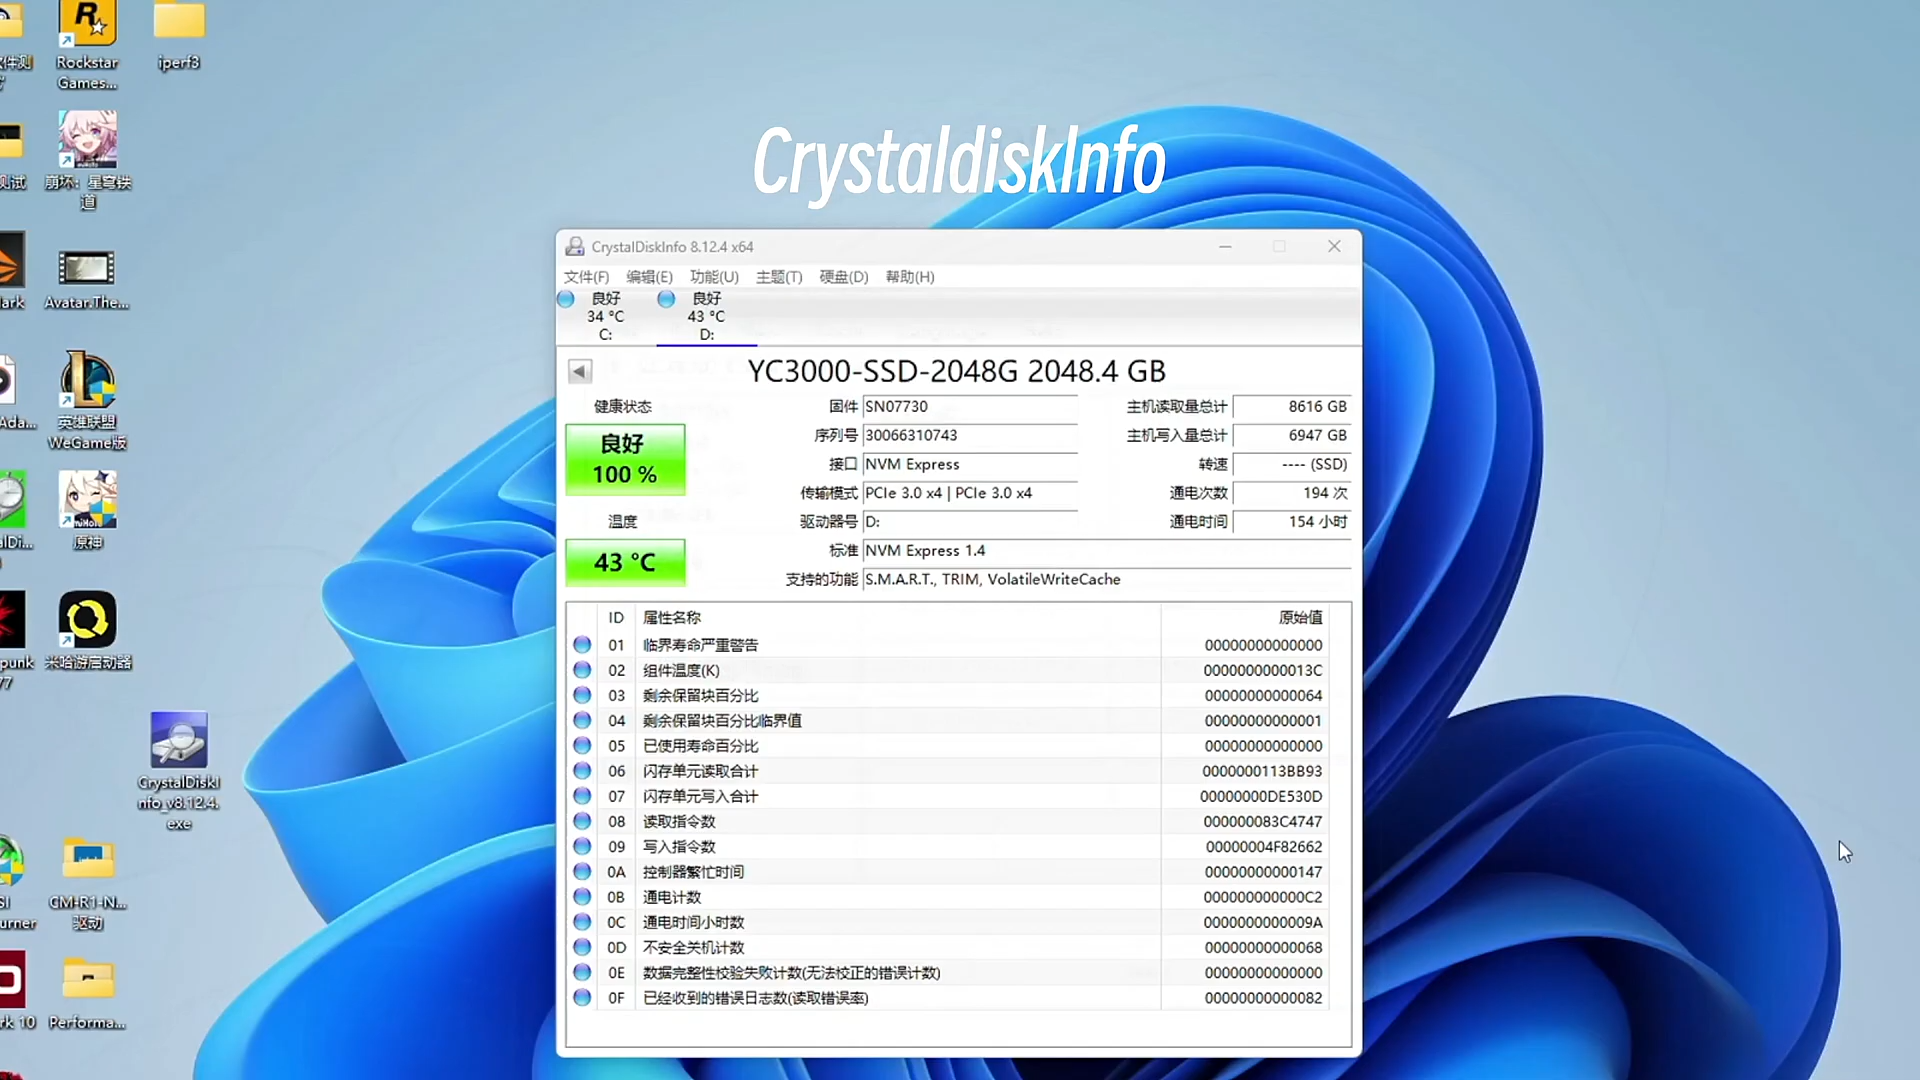 Rockstar
Games...
iperf3
崩坏：星穹铁
道
Avatar.The...
英雄联盟
WeGame版
原神
米哈游启动器
CrystalDiskI
nfo_v8.12.4.
exe
CM-R1-N...
驱动
Performa...
CrystaldiskInfo
CrystalDiskInfo 8.12.4 x64
文件(F) 编辑(E) 功能(U) 主题(T) 硬盘(D) 帮助(H)
良好 良好
34 °C 43 °C
C: D:
YC3000-SSD-2048G 2048.4 GB
健康状态
良好
100 %
温度
43 °C
固件 SN07730
序列号 30066310743
接口 NVM Express
传输模式 PCIe 3.0 x4 | PCIe 3.0 x4
驱动器号 D:
标准 NVM Express 1.4
支持的功能 S.M.A.R.T., TRIM, VolatileWriteCache
主机读取量总计 8616 GB
主机写入量总计 6947 GB
转速 ---- (SSD)
通电次数 194 次
通电时间 154 小时
ID 属性名称 原始值
01 临界寿命严重警告 00000000000000
02 组件温度(K) 0000000000013C
03 剩余保留块百分比 00000000000064
04 剩余保留块百分比临界值 00000000000001
05 已使用寿命百分比 00000000000000
06 闪存单元读取合计 0000000113BB93
07 闪存单元写入合计 00000000DE530D
08 读取指令数 000000083C4747
09 写入指令数 00000004F82662
0A 控制器繁忙时间 00000000000147
0B 通电计数 000000000000C2
0C 通电时间小时数 0000000000009A
0D 不安全关机计数 00000000000068
0E 数据完整性校验失败计数(无法校正的错误计数) 00000000000000
0F 已经收到的错误日志数(读取错误率) 00000000000082